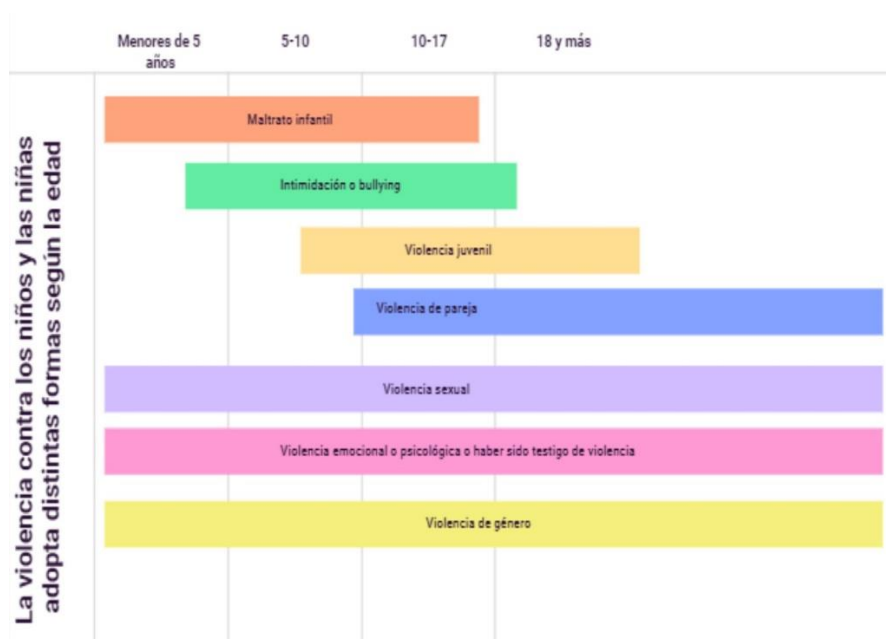 Menores de 5
años
5-10
10-17
18 y más
La violencia contra los niños y las niñas
adopta distintas formas según la edad
Maltrato infantil
Intimidación o bullying
Violencia juvenil
Violencia de pareja
Violencia sexual
Violencia emocional o psicológica o haber sido testigo de violencia
Violencia de género